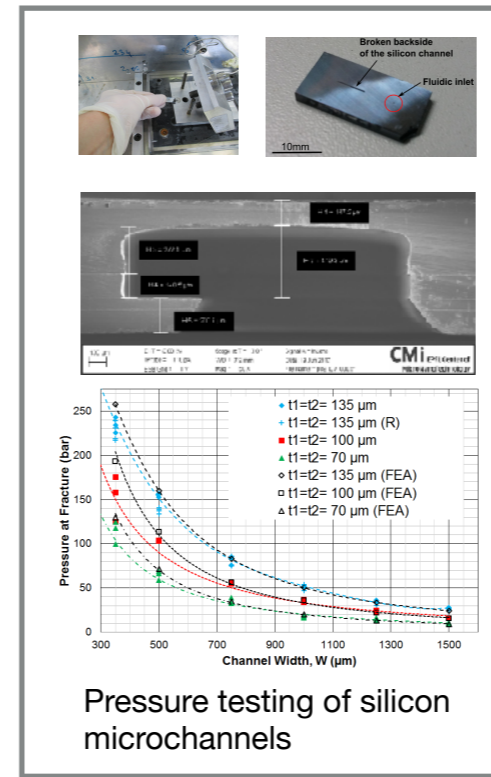 Broken backside
of the silicon channel
Fluidic inlet
10mm
CMi
250
200
150
100
50
0
Pressure at Fracture (bar)
t1=t2= 135 µm
t1=t2= 135 µm (R)
t1=t2= 100 µm
t1=t2= 70 µm
t1=t2= 135 µm (FEA)
t1=t2= 100 µm (FEA)
t1=t2= 70 µm (FEA)
300 500 700 900 1100 1300 1500
Channel Width, W (µm)
Pressure testing of silicon
microchannels